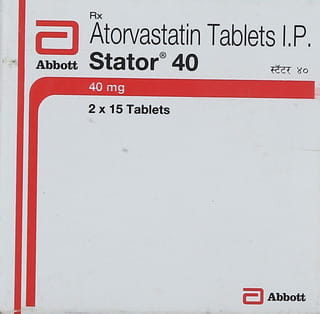 Rx
Atorvastatin Tablets I.P.
Abbott
Stator® 40
स्टॅटर ४०
40 mg
2 x 15 Tablets
Abbott